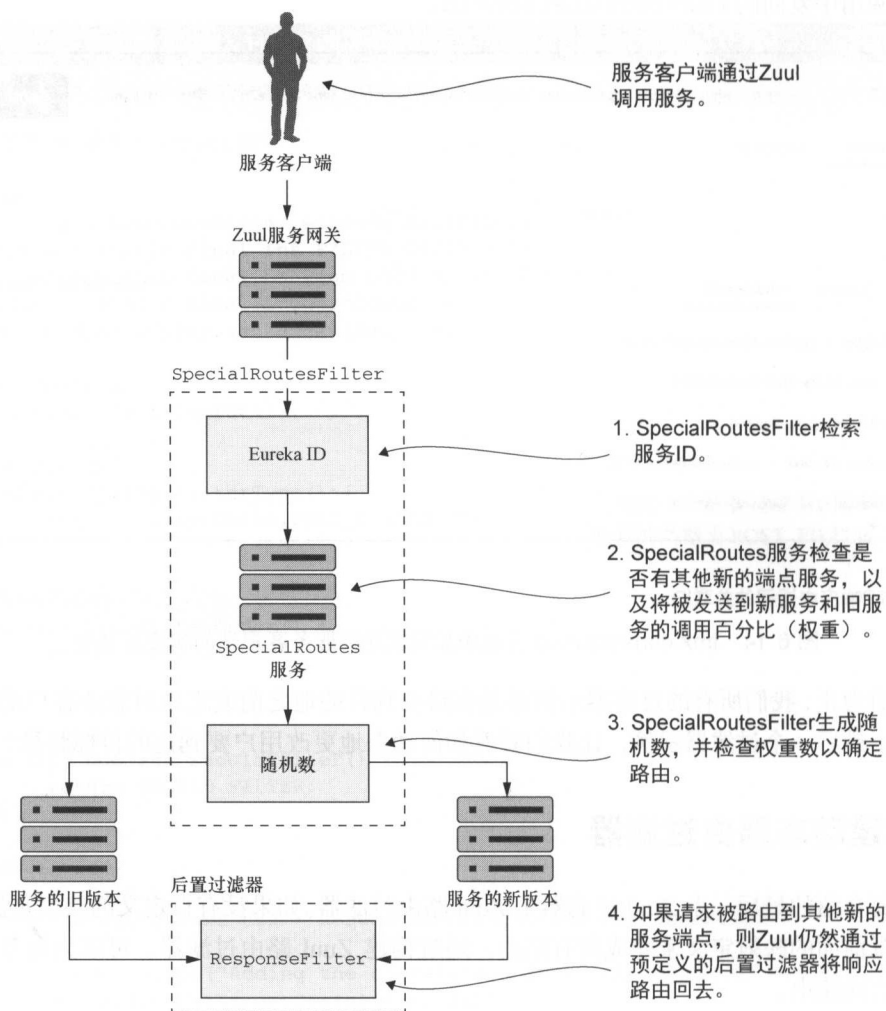 服务客户端通过Zuul
调用服务。
服务客户端
Zuul服务网关
SpecialRoutesFilter
Eureka ID
1. SpecialRoutesFilter检索
服务ID。
2. SpecialRoutes服务检查是
否有其他新的端点服务，以
及将被发送到新服务和旧服
务的调用百分比（权重）。
SpecialRoutes
服务
随机数
3. SpecialRoutesFilter生成随
机数，并检查权重数以确定
路由。
服务的旧版本
后置过滤器
服务的新版本
ResponseFilter
4. 如果请求被路由到其他新的
服务端点，则Zuul仍然通过
预定义的后置过滤器将响应
路由回去。